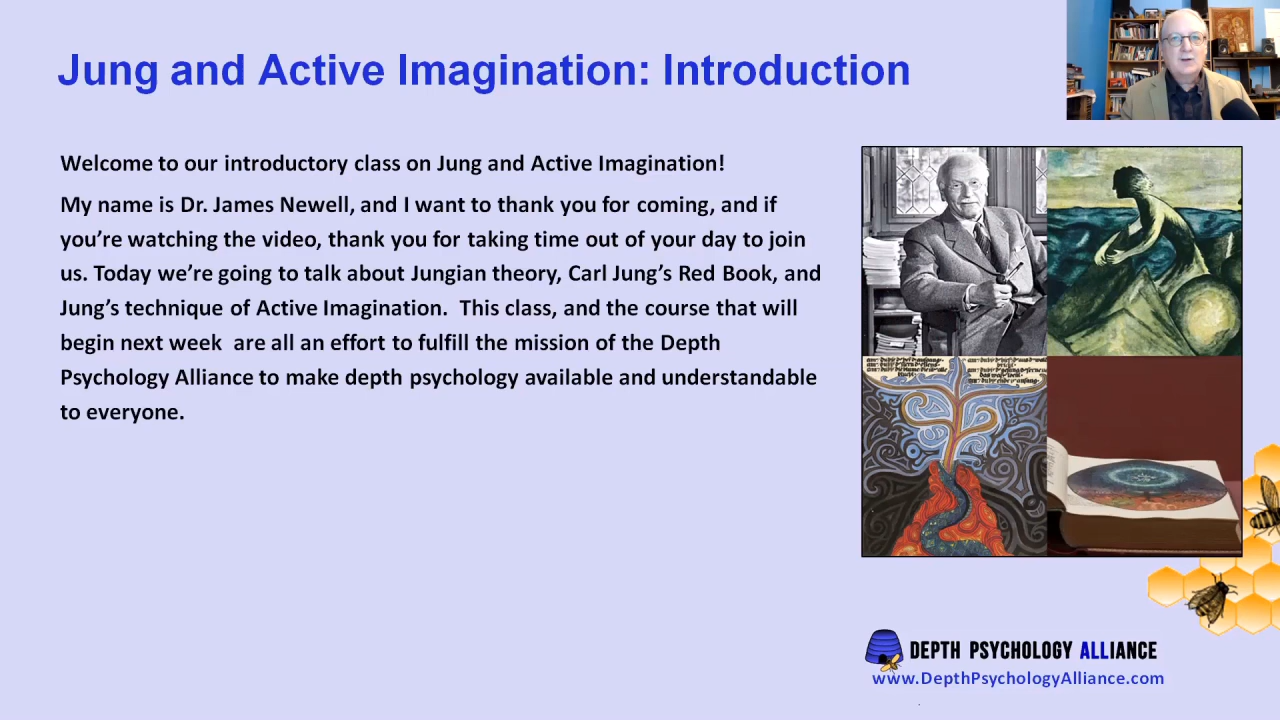 Jung and Active Imagination: Introduction
Welcome to our introductory class on Jung and Active Imagination!
My name is Dr. James Newell, and I want to thank you for coming, and if
you’re watching the video, thank you for taking time out of your day to join
us. Today we’re going to talk about Jungian theory, Carl Jung’s Red Book, and
Jung’s technique of Active Imagination.  This class, and the course that will
begin next week  are all an effort to fulfill the mission of the Depth
Psychology Alliance to make depth psychology available and understandable
to everyone.
DEPTH PSYCHOLOGY ALLIANCE
www.DepthPsychologyAlliance.com